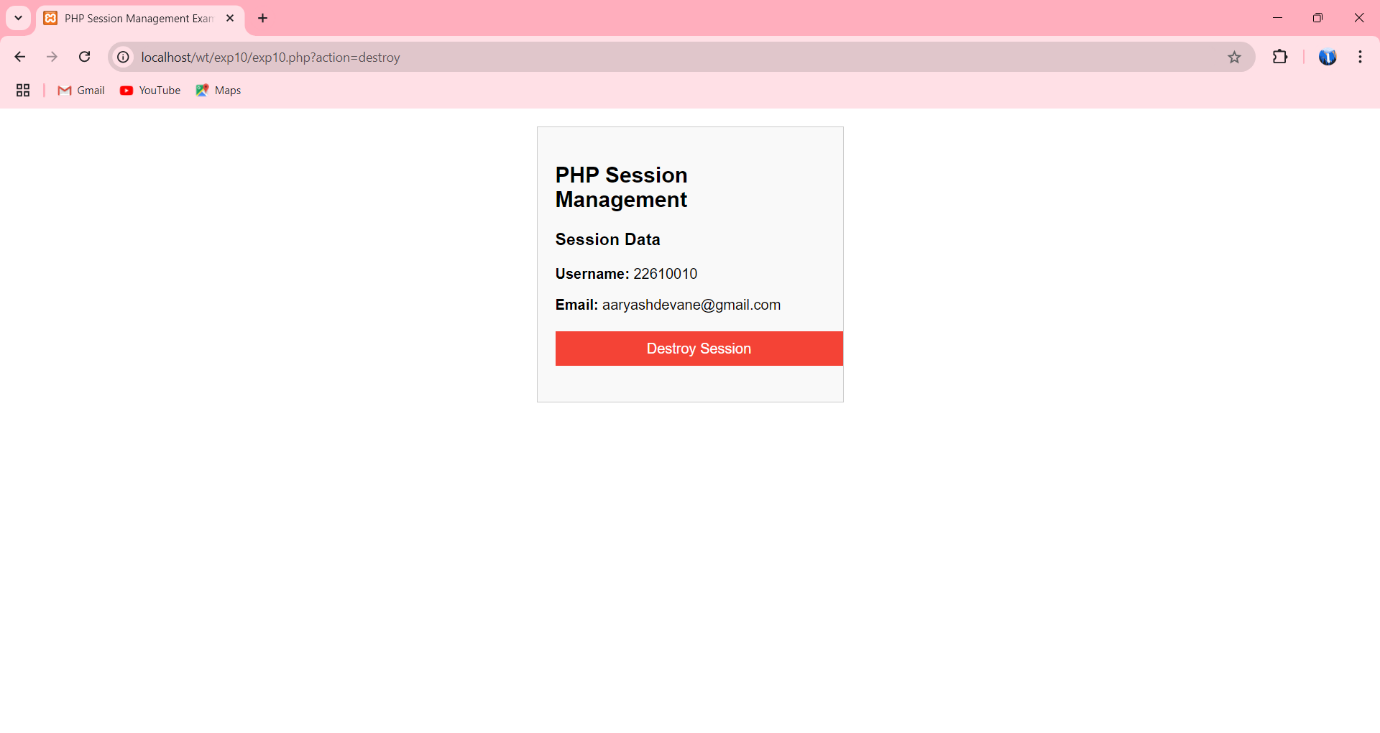 PHP Session Management Exam
localhost/wt/exp10/exp10.php?action=destroy
Gmail YouTube Maps
PHP Session
Management
Session Data
Username: 22610010
Email: aaryashdevane@gmail.com
Destroy Session